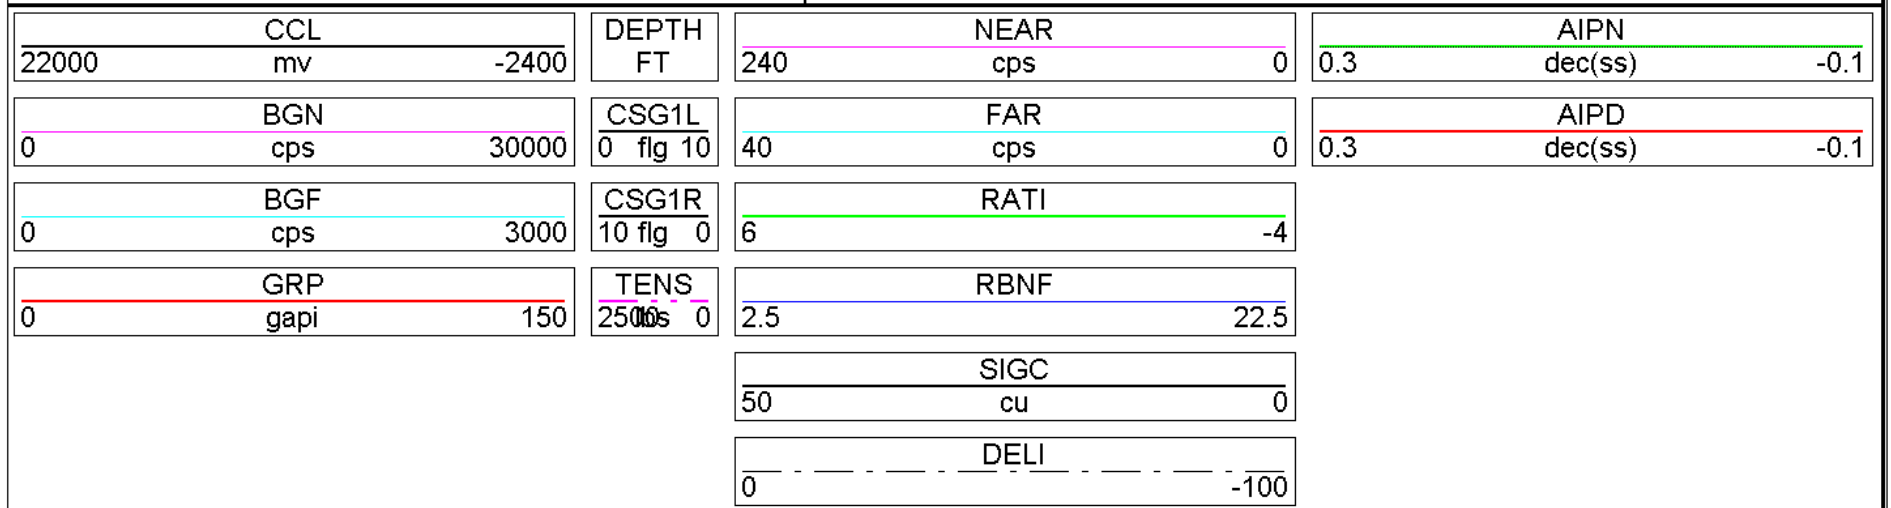 CCL DEPTH NEAR AIPN
22000 mv -2400 FT 240 cps 0 0.3 dec(ss) -0.1
BGN CSG1L FAR AIPD
0 cps 30000 0 flg 10 40 cps 0 0.3 dec(ss) -0.1
BGF CSG1R RATI
0 cps 3000 10 flg 0 6 -4
GRP TENS RBNF
0 gapi 150 2500 lbs 0 2.5 22.5
SIGC
50 cu 0
DELI
0 -100